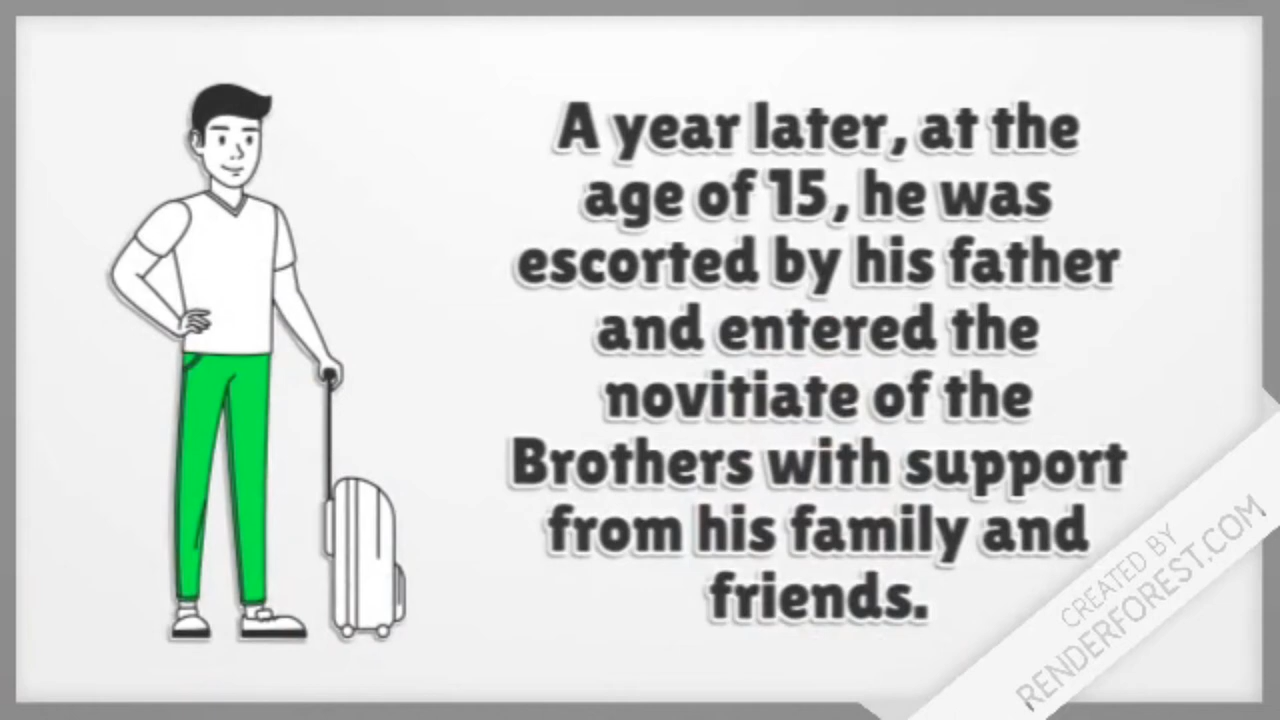 A year later, at the
age of 15, he was
escorted by his father
and entered the
novitiate of the
Brothers with support
from his family and
friends.
CREATED BY
RENDERFOREST.COM